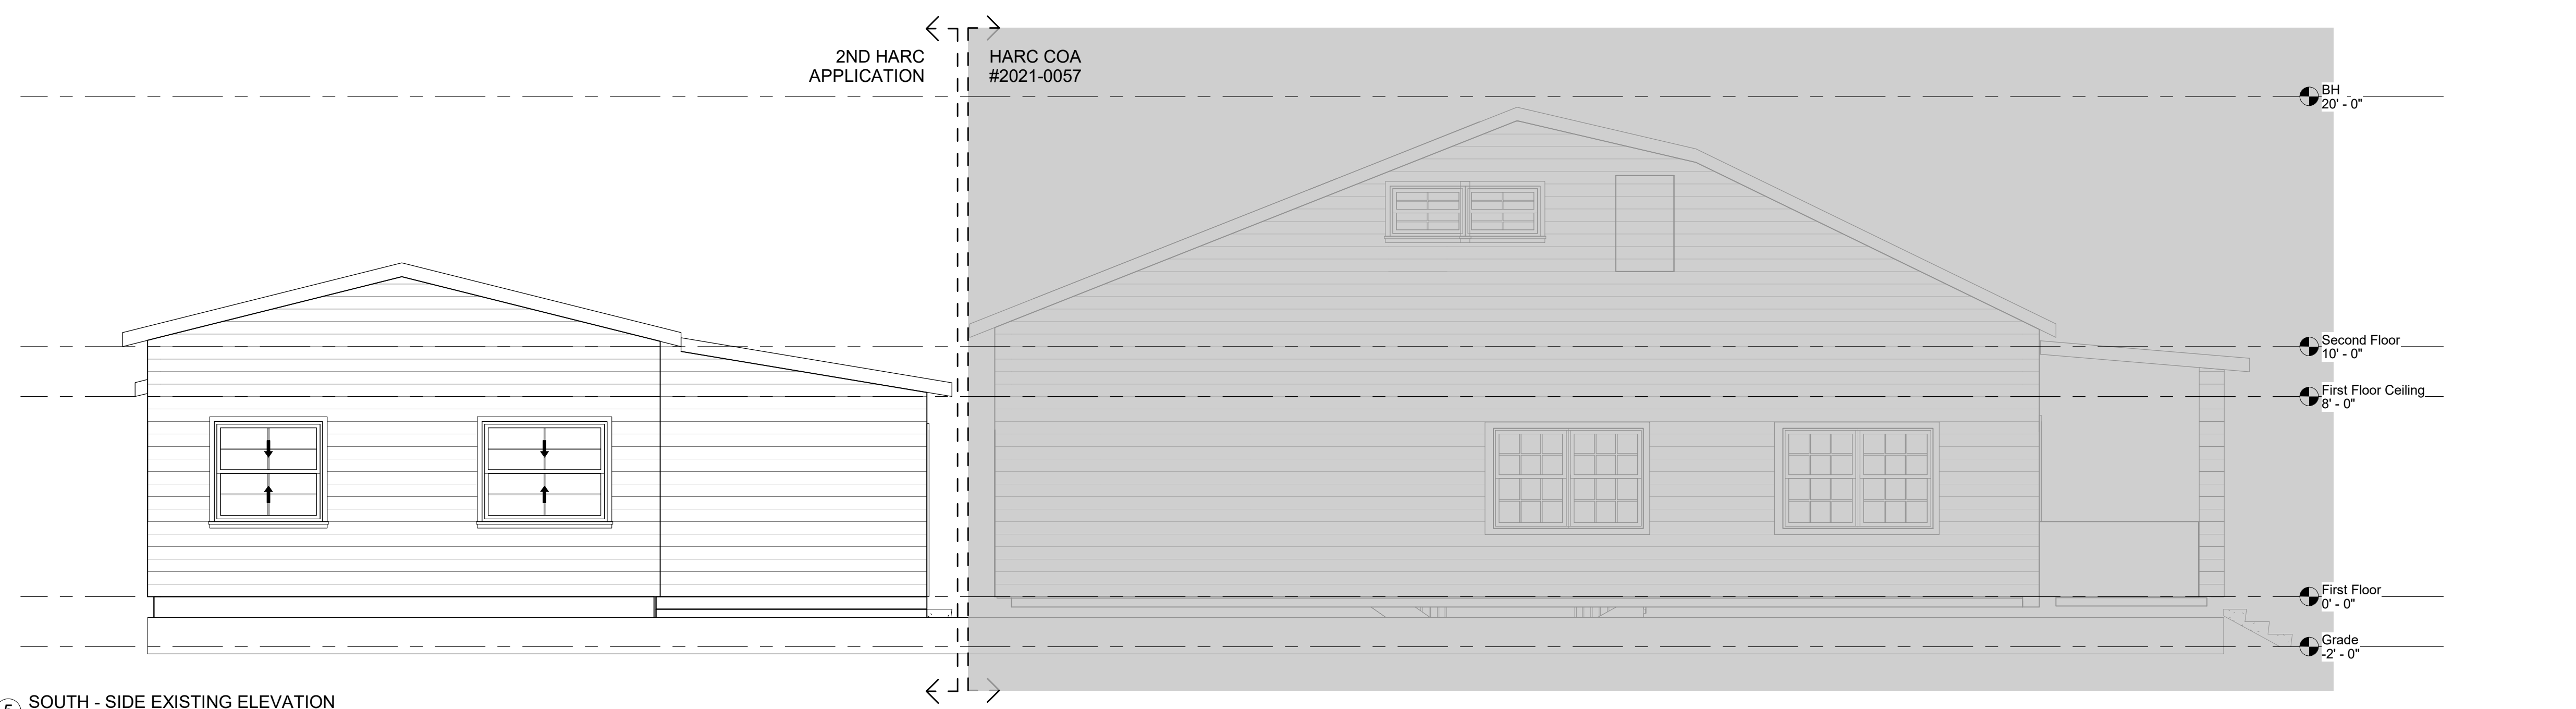 2ND HARC
APPLICATION
HARC COA
#2021-0057
BH
20' - 0"
Second Floor
10' - 0"
First Floor Ceiling
8' - 0"
First Floor
0' - 0"
Grade
-2' - 0"
SOUTH - SIDE EXISTING ELEVATION